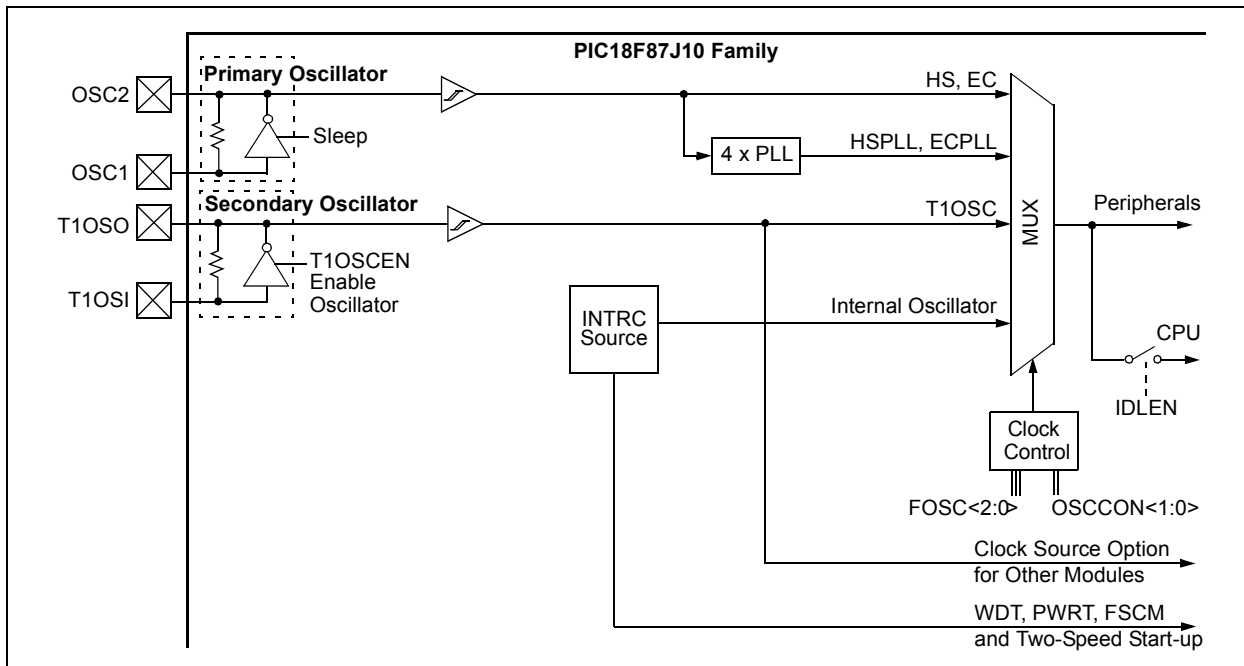 PIC18F87J10 Family
Primary Oscillator
OSC2
HS, EC
Sleep
4 x PLL
HSPLL, ECPLL
OSC1
Secondary Oscillator
T1OSO
T1OSC
MUX
Peripherals
T1OSCEN
Enable
Oscillator
T1OSI
INTRC
Source
Internal Oscillator
CPU
IDLEN
Clock
Control
FOSC<2:0>
OSCCON<1:0>
Clock Source Option
for Other Modules
WDT, PWRT, FSCM
and Two-Speed Start-up